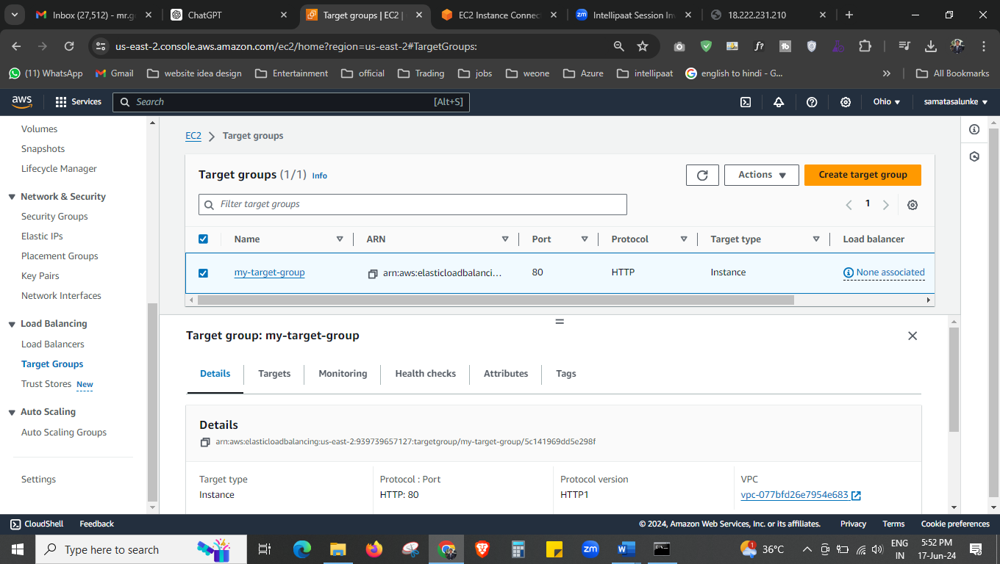 Inbox (27,512) - mr.g
ChatGPT
Target groups | EC2 |
EC2 Instance Connec
Intellipaat Session Inv
18.222.231.210
us-east-2.console.aws.amazon.com/ec2/home?region=us-east-2#TargetGroups:
(11) WhatsApp
Gmail
website idea design
Entertainment
official
Trading
jobs
weone
Azure
intellipaat
english to hindi - G...
All Bookmarks
aws
Services
Search
[Alt+S]
Ohio
samatasalunke
Volumes
Snapshots
Lifecycle Manager
Network & Security
Security Groups
Elastic IPs
Placement Groups
Key Pairs
Network Interfaces
Load Balancing
Load Balancers
Target Groups
Trust Stores New
Auto Scaling
Auto Scaling Groups
Settings
EC2 > Target groups
Target groups (1/1) Info
Actions
Create target group
Filter target groups
1
Name ARN Port Protocol Target type Load balancer
my-target-group arn:aws:elasticloadbalanci... 80 HTTP Instance None associated
Target group: my-target-group
Details Targets Monitoring Health checks Attributes Tags
Details
arn:aws:elasticloadbalancing:us-east-2:939739657127:targetgroup/my-target-group/5c141969dd5e298f
Target type Protocol : Port Protocol version VPC
Instance HTTP: 80 HTTP1 vpc-077bfd26e7954e683
CloudShell Feedback © 2024, Amazon Web Services, Inc. or its affiliates. Privacy Terms Cookie preferences
Type here to search
zm
36°C
ENG
IN
5:52 PM
17-Jun-24